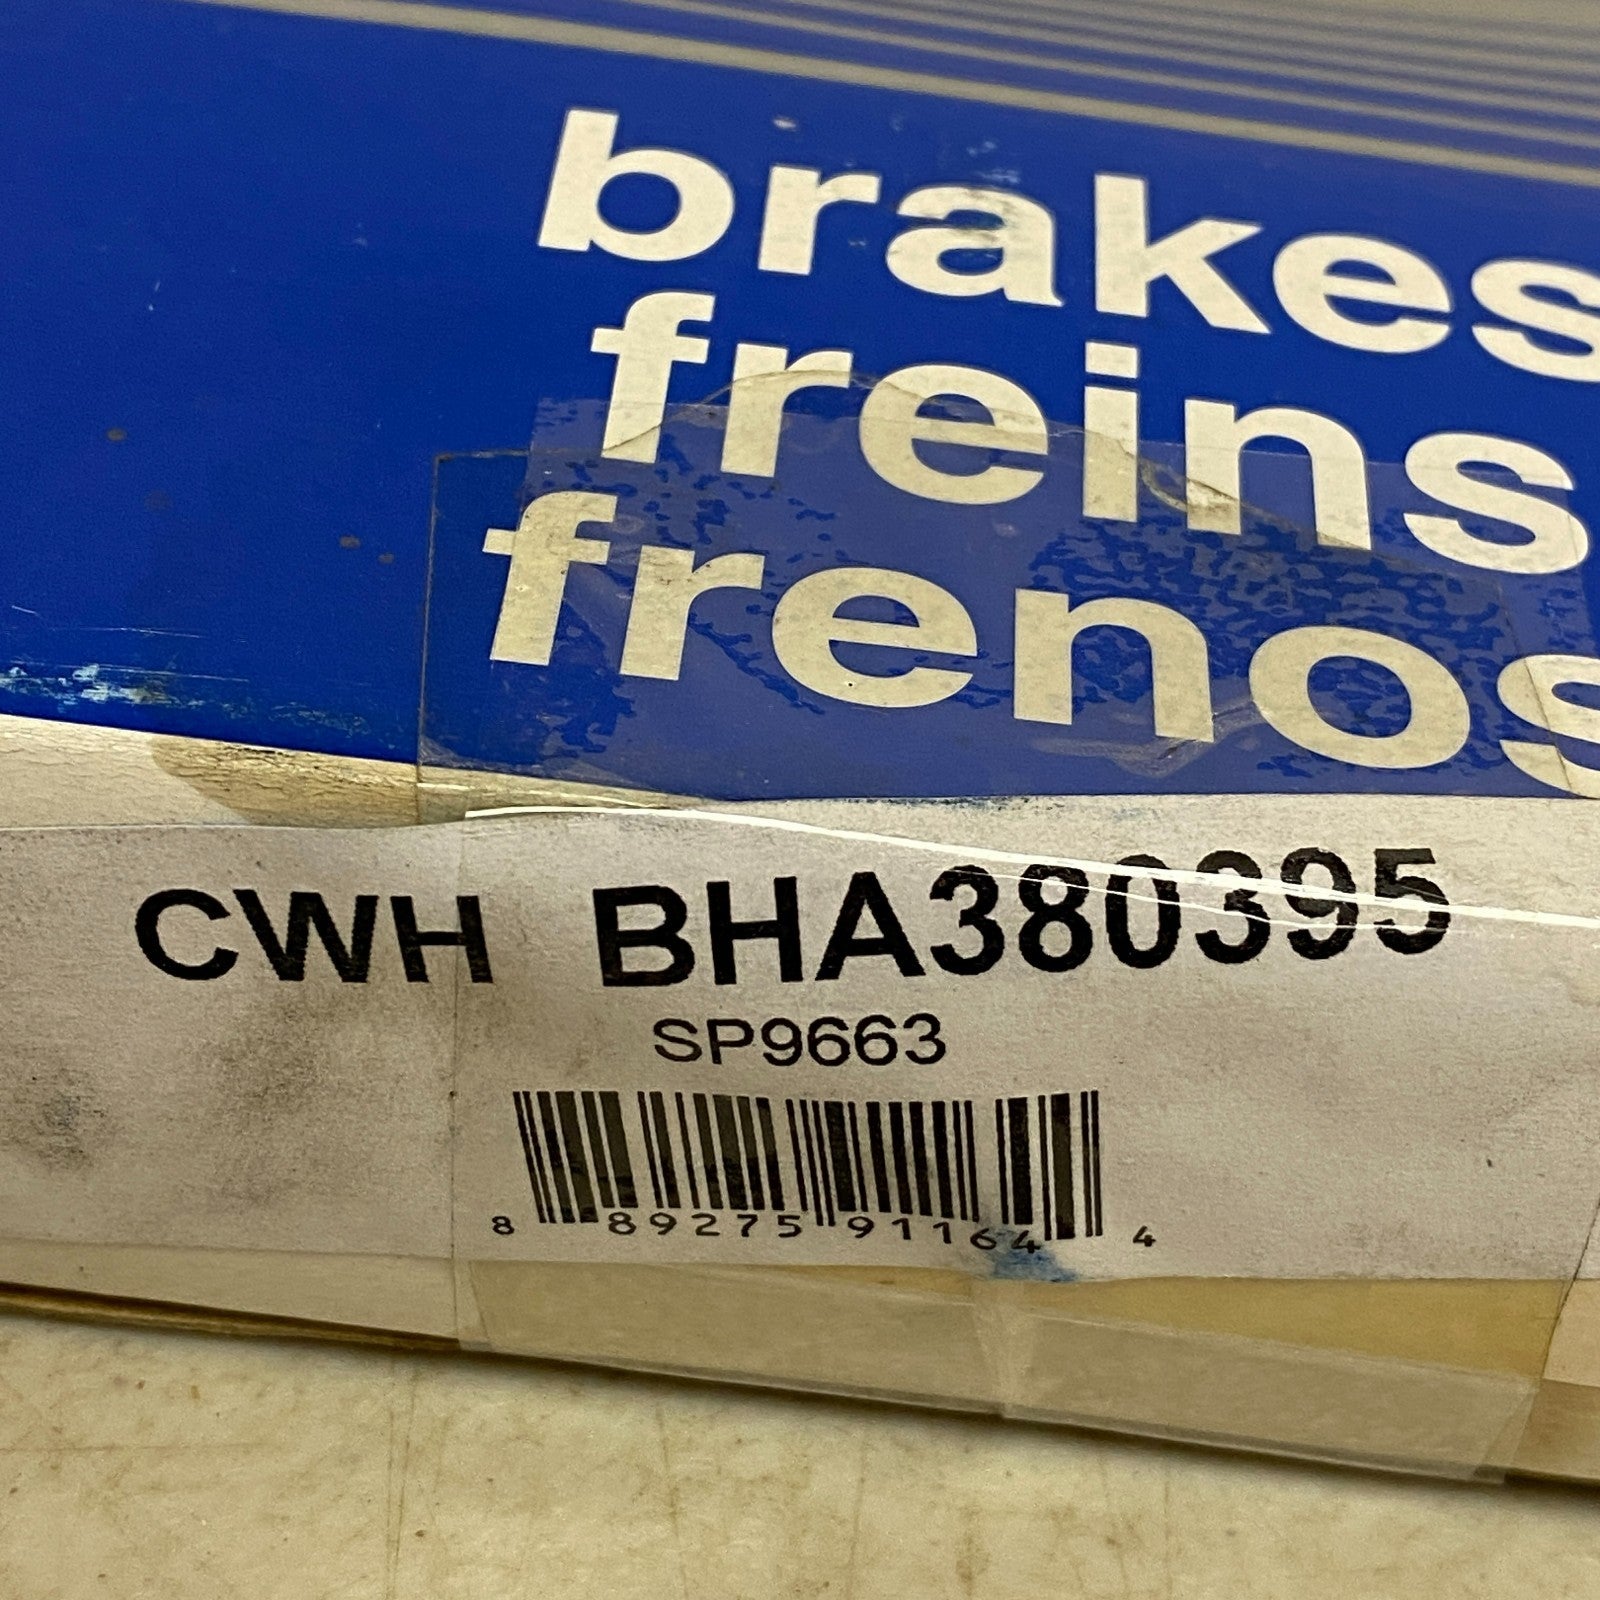 brakes
freins
frenos
CWH BHA380395
SP9663
8 89275 91164 4